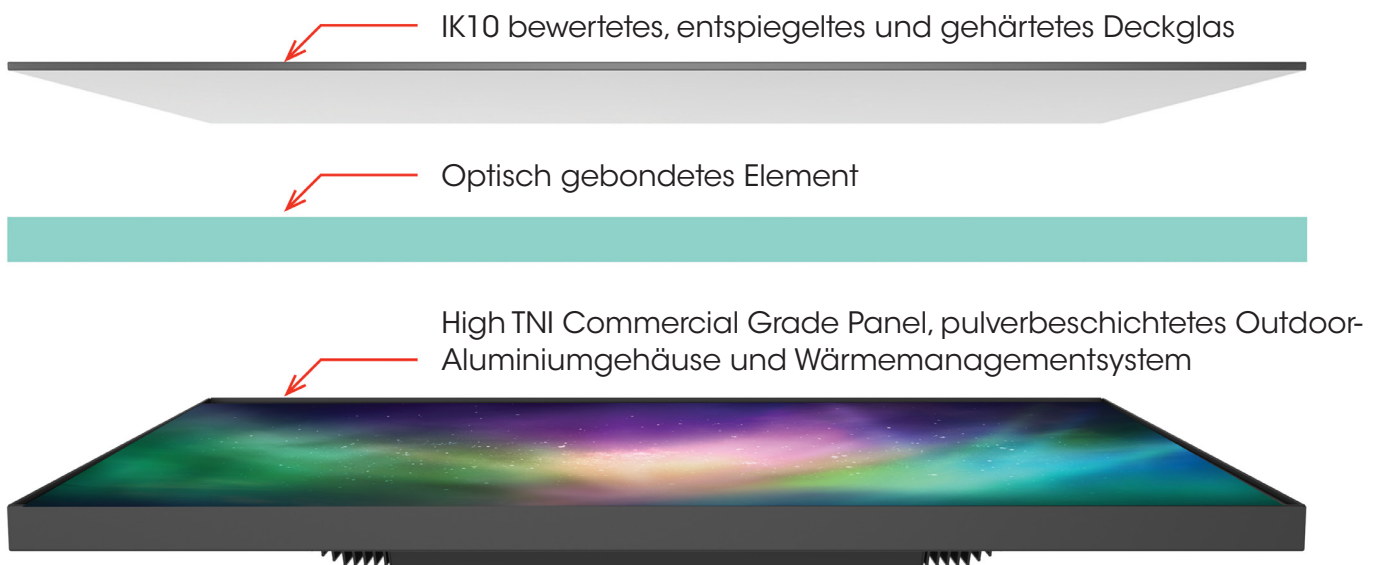 IK10 bewertetes, entspiegeltes und gehärtetes Deckglas
Optisch gebondetes Element
High TNI Commercial Grade Panel, pulverbeschichtetes Outdoor-
Aluminiumgehäuse und Wärmemanagementsystem